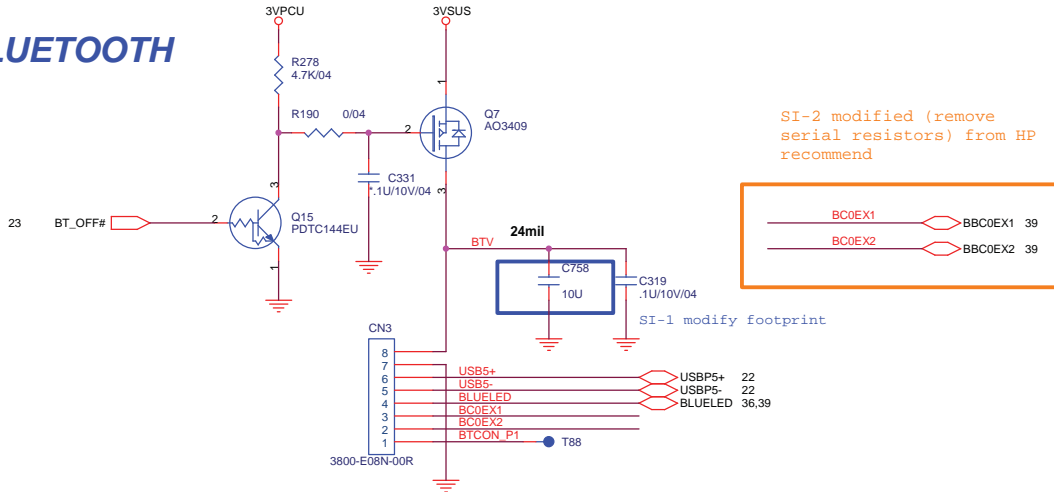 3VPCU
3VSUS
LUETOOTH
R278
4.7K/04
R190 0/04
1
2
Q7
AO3409
3
C331
*.1U/10V/04
3
23 BT_OFF#
2
Q15
PDTC144EU
1
SI-2 modified (remove
serial resistors) from HP
recommend
BC0EX1 BBC0EX1 39
BC0EX2 BBC0EX2 39
BTV
24mil
C758
10U
C319
.1U/10V/04
SI-1 modify footprint
CN3
8
7
6 USB5+ USBP5+ 22
5 USB5- USBP5- 22
4 BLUELED BLUELED 36,39
3 BC0EX1
2 BC0EX2
1 BTCON_P1 T88
3800-E08N-00R